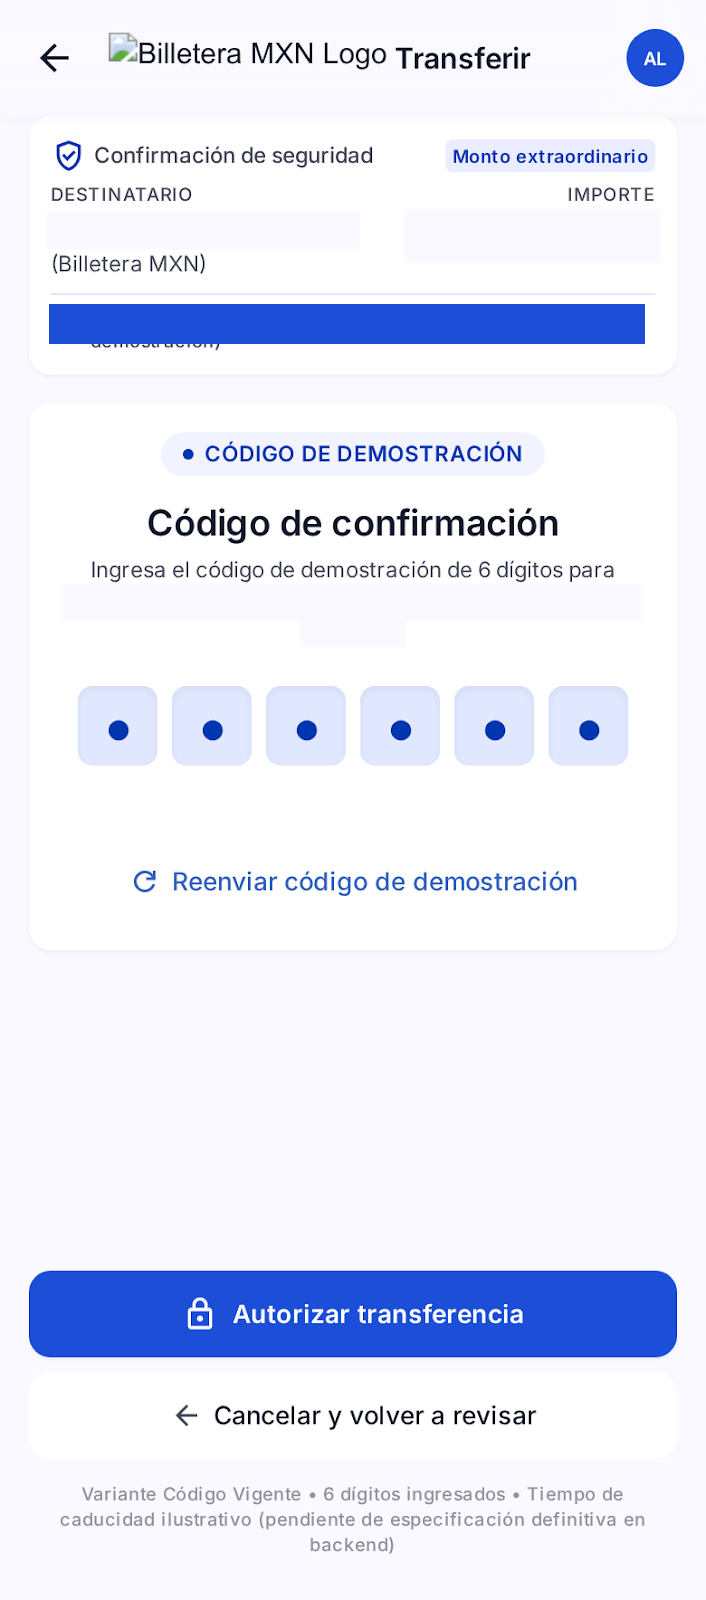 Billetera MXN Logo Transferir
AL
Confirmación de seguridad
Monto extraordinario
DESTINATARIO
IMPORTE
(Billetera MXN)
demostración)
CÓDIGO DE DEMOSTRACIÓN
Código de confirmación
Ingresa el código de demostración de 6 dígitos para
Reenviar código de demostración
Autorizar transferencia
Cancelar y volver a revisar
Variante Código Vigente • 6 dígitos ingresados • Tiempo de
caducidad ilustrativo (pendiente de especificación definitiva en
backend)